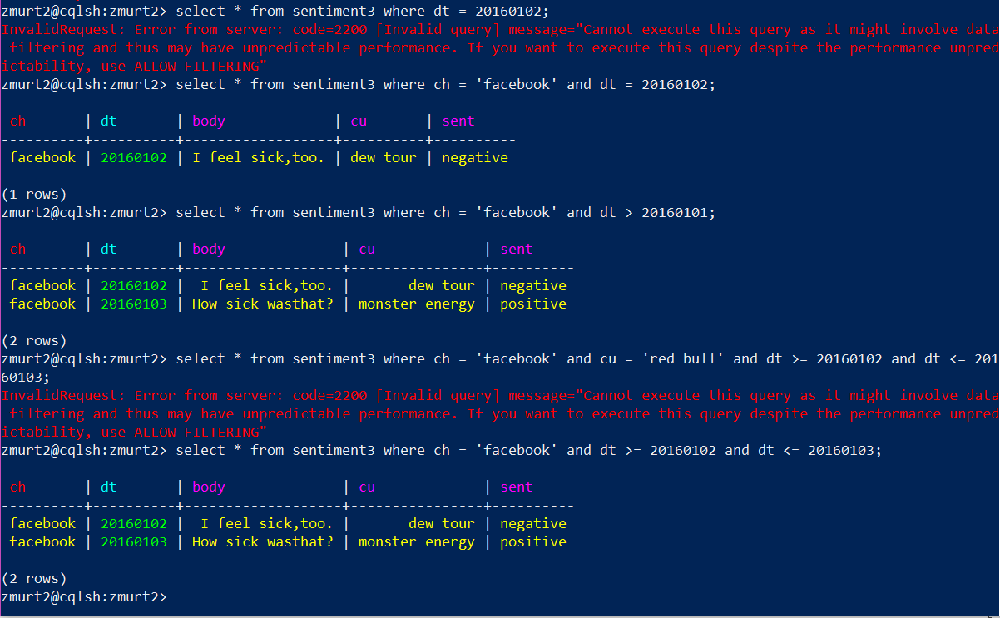 zmurt2@cqlsh:zmurt2> select * from sentiment3 where dt = 20160102;
InvalidRequest: Error from server: code=2200 [Invalid query] message="Cannot execute this query as it might involve data
 filtering and thus may have unpredictable performance. If you want to execute this query despite the performance unpred
ictability, use ALLOW FILTERING"
zmurt2@cqlsh:zmurt2> select * from sentiment3 where ch = 'facebook' and dt = 20160102;
 ch       | dt       | body              | cu       | sent
----------+----------+-------------------+----------+----------
 facebook | 20160102 | I feel sick,too. | dew tour | negative
(1 rows)
zmurt2@cqlsh:zmurt2> select * from sentiment3 where ch = 'facebook' and dt > 20160101;
 ch       | dt       | body               | cu             | sent
----------+----------+--------------------+----------------+----------
 facebook | 20160102 |  I feel sick,too. |       dew tour | negative
 facebook | 20160103 | How sick wasthat? | monster energy | positive
(2 rows)
zmurt2@cqlsh:zmurt2> select * from sentiment3 where ch = 'facebook' and cu = 'red bull' and dt >= 20160102 and dt <= 201
60103;
InvalidRequest: Error from server: code=2200 [Invalid query] message="Cannot execute this query as it might involve data
 filtering and thus may have unpredictable performance. If you want to execute this query despite the performance unpred
ictability, use ALLOW FILTERING"
zmurt2@cqlsh:zmurt2> select * from sentiment3 where ch = 'facebook' and dt >= 20160102 and dt <= 20160103;
 ch       | dt       | body               | cu             | sent
----------+----------+--------------------+----------------+----------
 facebook | 20160102 |  I feel sick,too. |       dew tour | negative
 facebook | 20160103 | How sick wasthat? | monster energy | positive
(2 rows)
zmurt2@cqlsh:zmurt2>